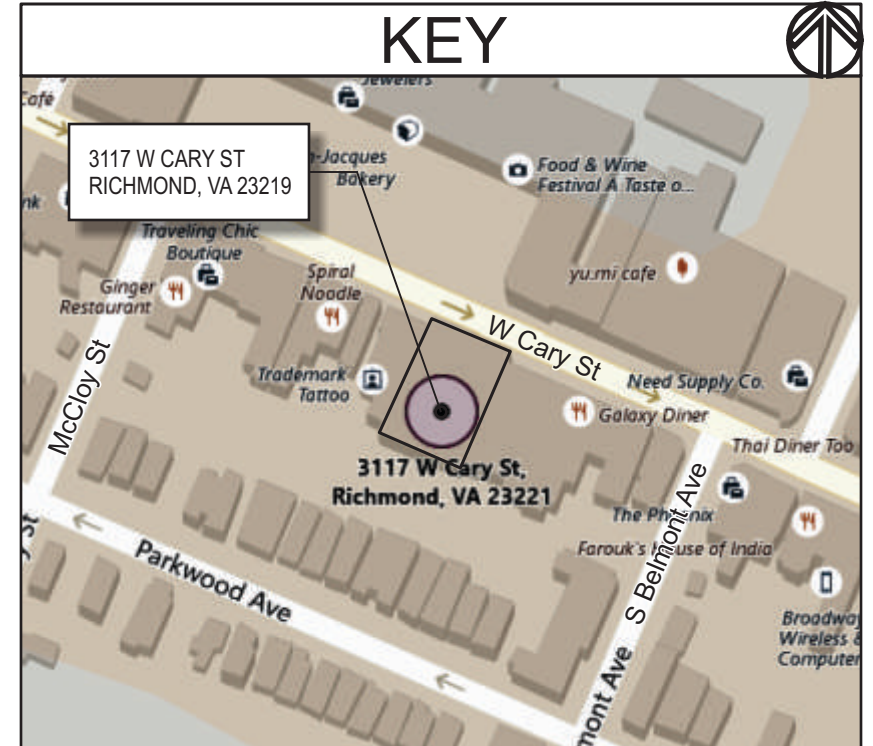 KEY
Jewelers
Café
3117 W CARY ST
RICHMOND, VA 23219
n-Jacques
Bakery
Food & Wine
Festival A Taste o...
nk
Traveling Chic
Boutique
yu.mi cafe
Ginger
Restaurant
Spiral
Noodle
W Cary St
McCloy St
Trademark
Tattoo
Need Supply Co.
Galaxy Diner
Thai Diner Too
3117 W Cary St,
Richmond, VA 23221
The Phoenix
Farouk's House of India
S Belmont Ave
Parkwood Ave
y St
Broadway
Wireless &
Computer
mont Ave